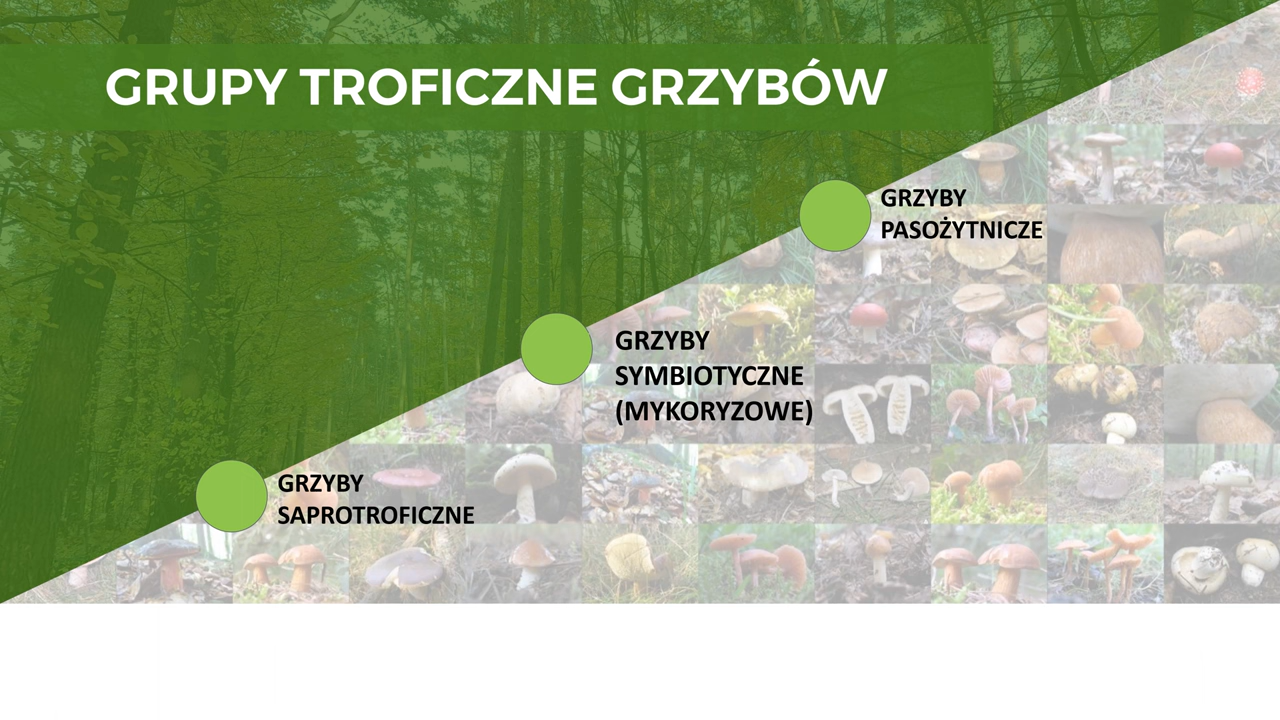 GRUPY TROFICZNE GRZYBÓW
GRZYBY
PASOŻYTNICZE
GRZYBY
SYMBIOTYCZNE
(MYKORYZOWE)
GRZYBY
SAPROTROFICZNE